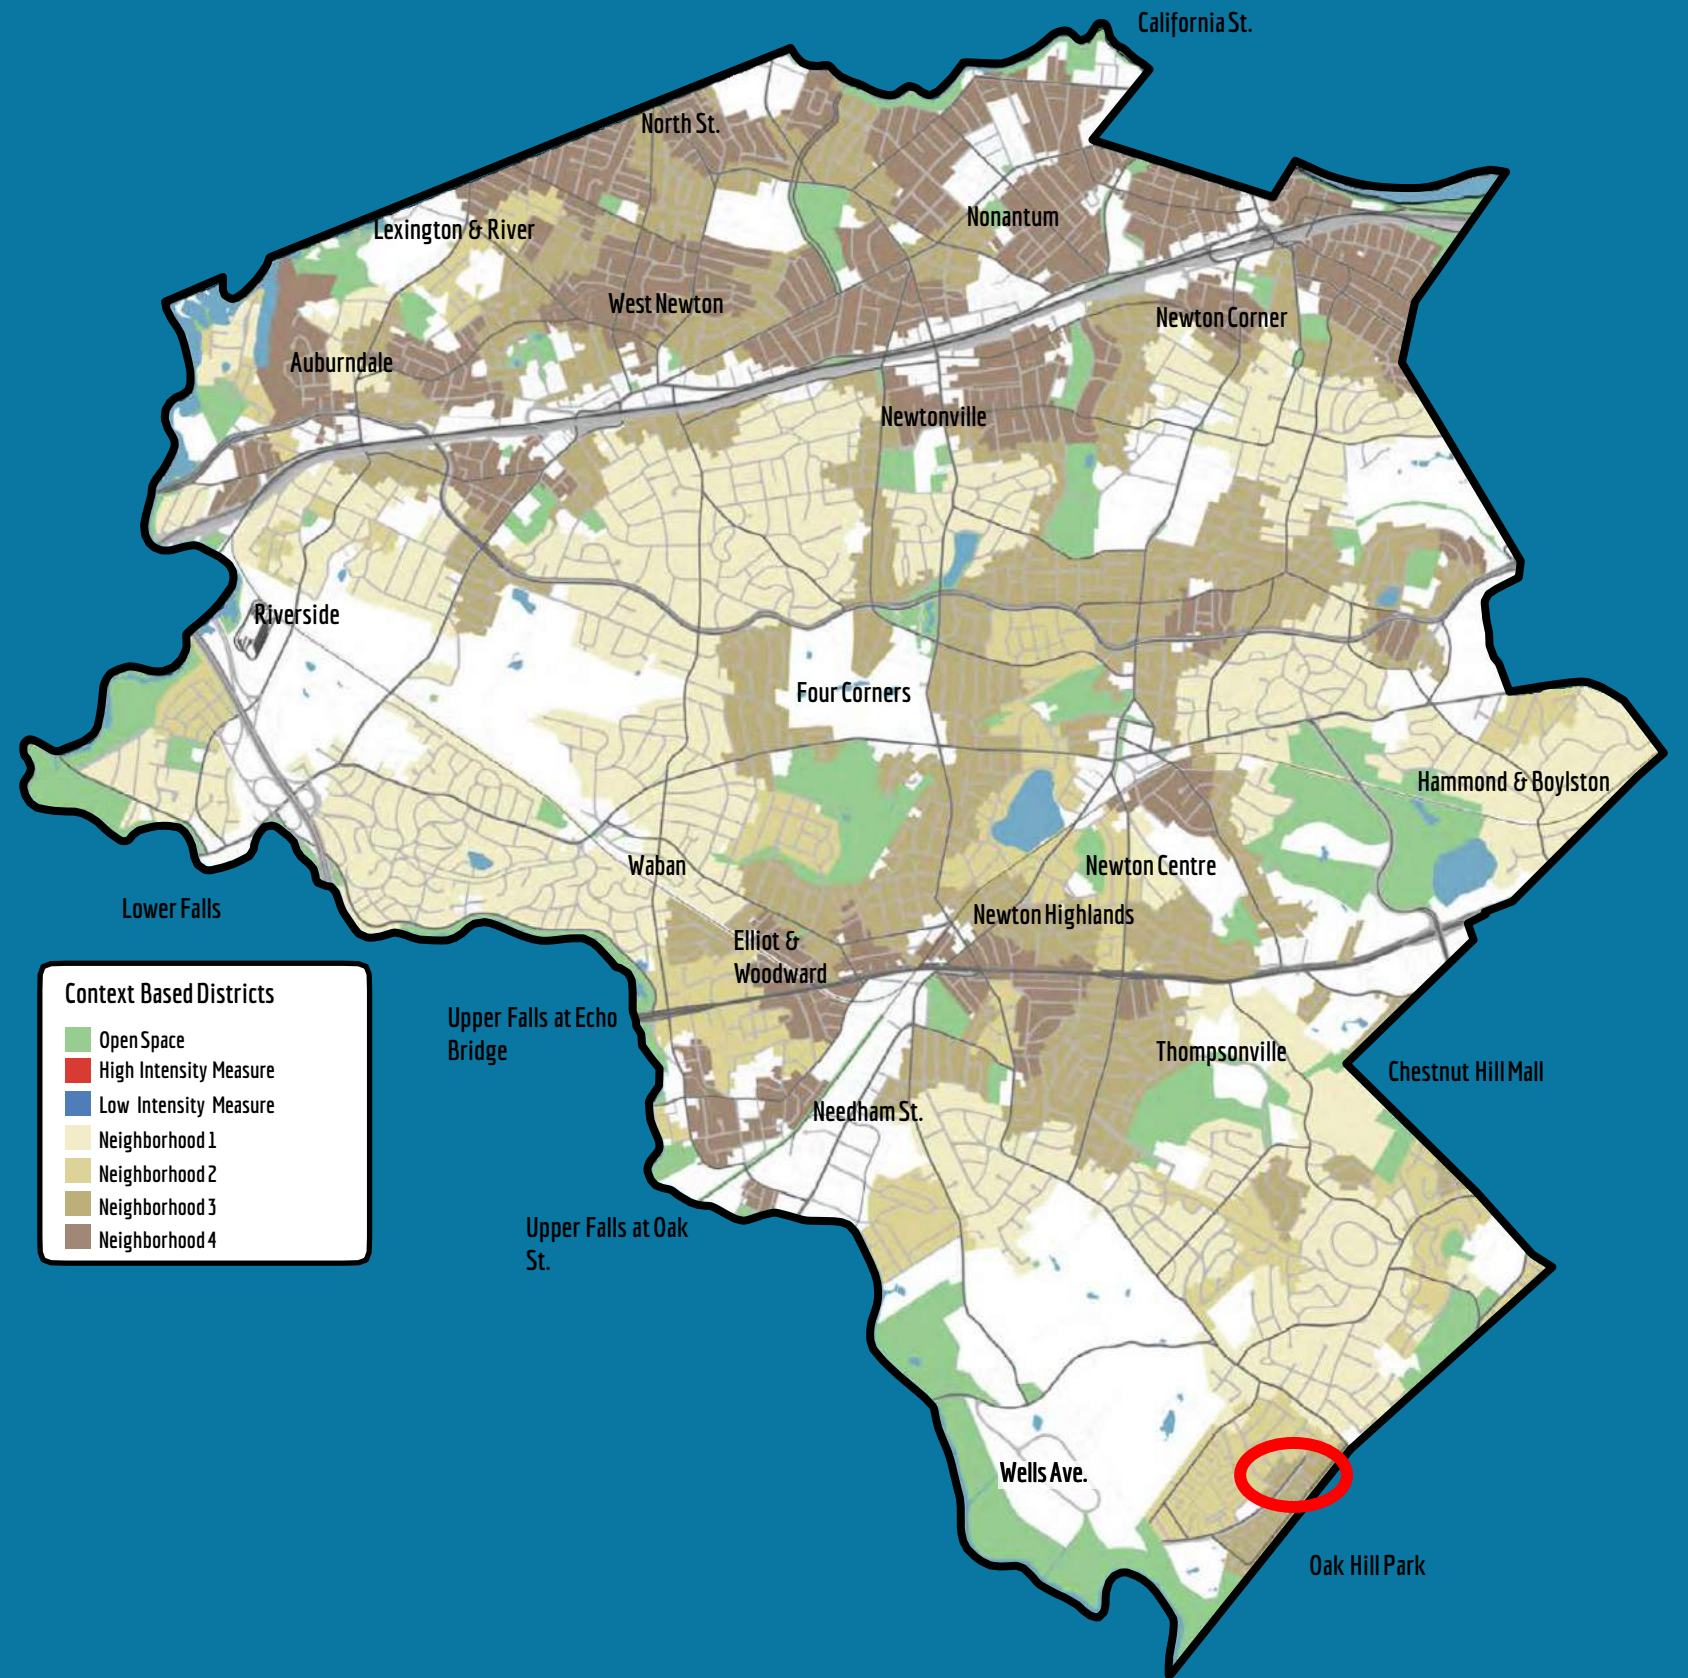 California St.
North St.
Nonantum
Lexington & River
West Newton
Newton Corner
Auburndale
Newtonville
Riverside
Four Corners
Hammond & Boylston
Waban
Newton Centre
Lower Falls
Newton Highlands
Elliot &
Woodward
Upper Falls at Echo
Bridge
Thompsonville
Chestnut Hill Mall
Needham St.
Upper Falls at Oak
St.
Wells Ave.
Oak Hill Park
Context Based Districts
Open Space
High Intensity Measure
Low Intensity Measure
Neighborhood 1
Neighborhood 2
Neighborhood 3
Neighborhood 4